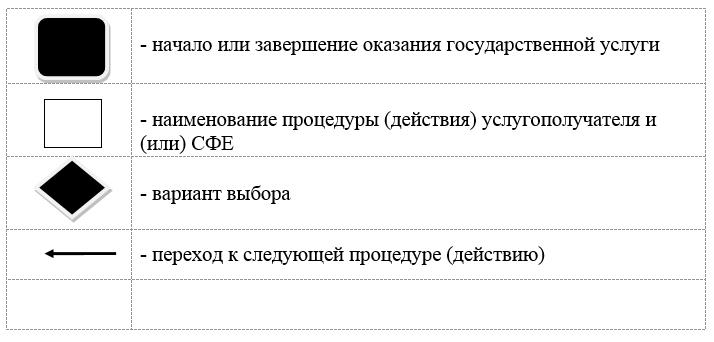 - начало или завершение оказания государственной услуги
- наименование процедуры (действия) услугополучателя и
(или) СФЕ
- вариант выбора
- переход к следующей процедуре (действию)